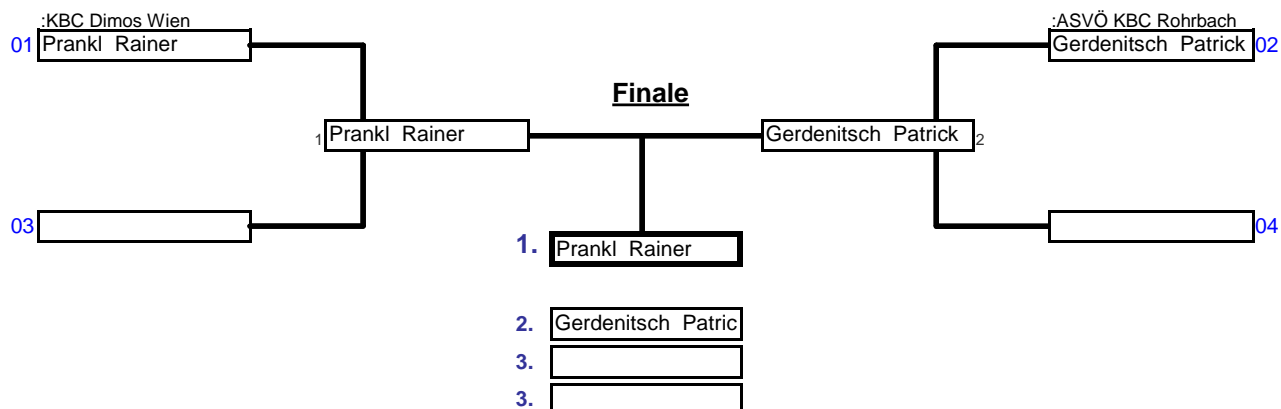 :KBC Dimos Wien :ASVÖ KBC Rohrbach
01 Prankl Rainer Gerdenitsch Patrick 02
Finale
1 Prankl Rainer Gerdenitsch Patrick 2
03 04
1. Prankl Rainer
2. Gerdenitsch Patric
3.
3.